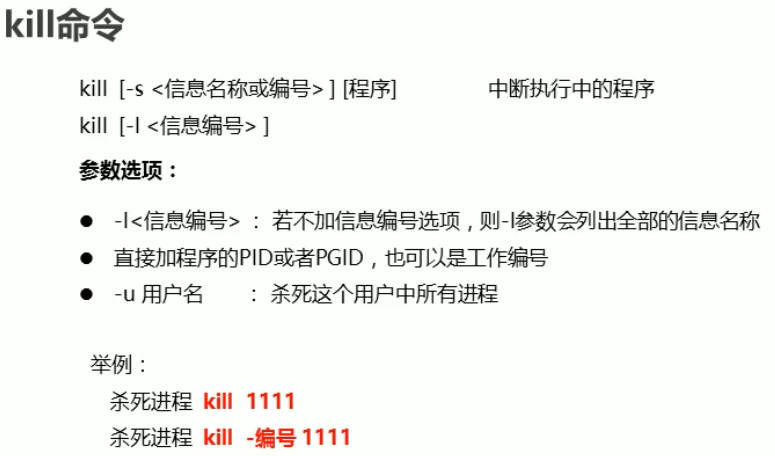 kill命令
kill [-s <信息名称或编号> ] [程序] 中断执行中的程序
kill [-l <信息编号> ]
参数选项：
● -l<信息编号> ： 若不加信息编号选项，则-l参数会列出全部的信息名称
● 直接加程序的PID或者PGID，也可以是工作编号
● -u 用户名 ： 杀死这个用户中所有进程
举例：
杀死进程 kill 1111
杀死进程 kill -编号 1111